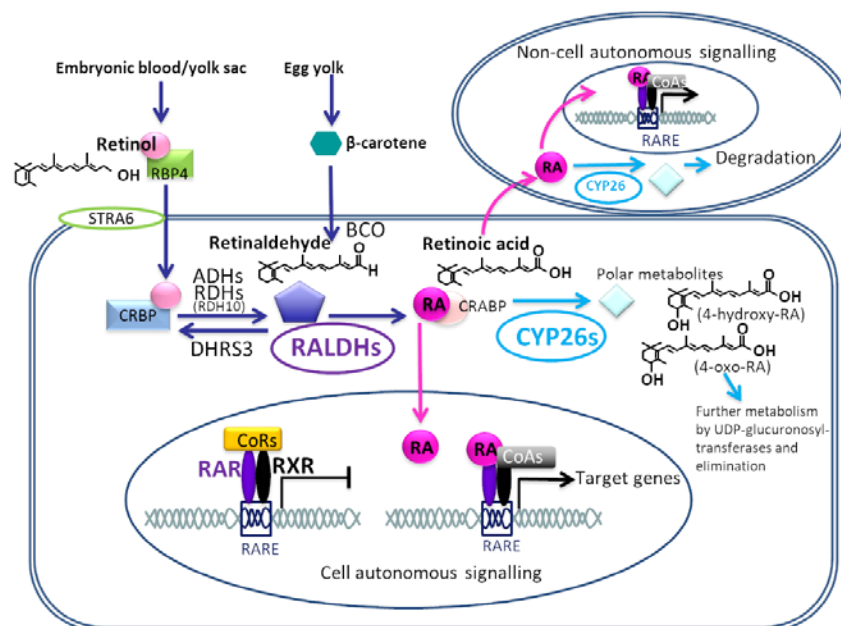 Non-cell autonomous signalling
RA
CoAs
RARE
RA
CYP26
Degradation
Embryonic blood/yolk sac
Egg yolk
Retinol
OH
RBP4
β-carotene
STRA6
BCO
Retinaldehyde
O
H
Retinoic acid
O
OH
ADHs
RDHs
(RDH10)
CRBP
DHRS3
RALDHs
RA
CRABP
CYP26s
Polar metabolites
O
OH
OH
(4-hydroxy-RA)
O
OH
OH
(4-oxo-RA)
Further metabolism
by UDP-glucuronosyl-
transferases and
elimination
CoRs
RAR
RXR
RARE
RA
RA
CoAs
Target genes
RARE
Cell autonomous signalling